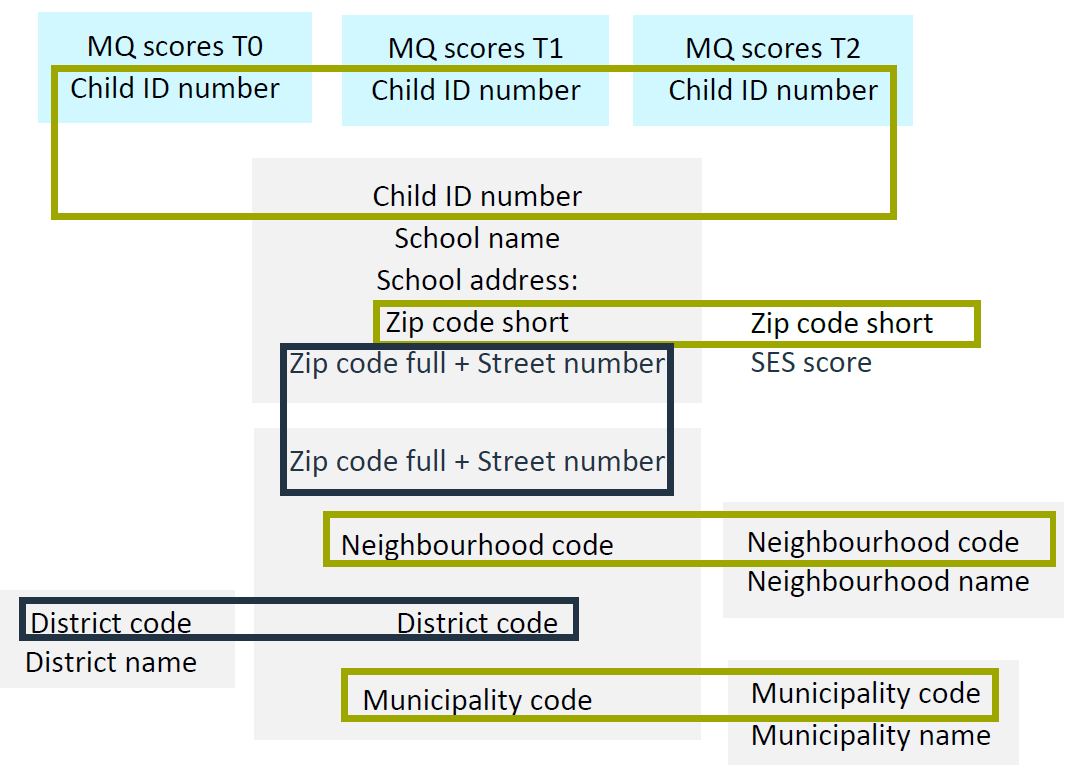 MQ scores T0
Child ID number
MQ scores T1
Child ID number
MQ scores T2
Child ID number
Child ID number
School name
School address:
Zip code short
Zip code full + Street number
Zip code short
SES score
Zip code full + Street number
Neighbourhood code
Neighbourhood code
Neighbourhood name
District code
District name
District code
Municipality code
Municipality code
Municipality name